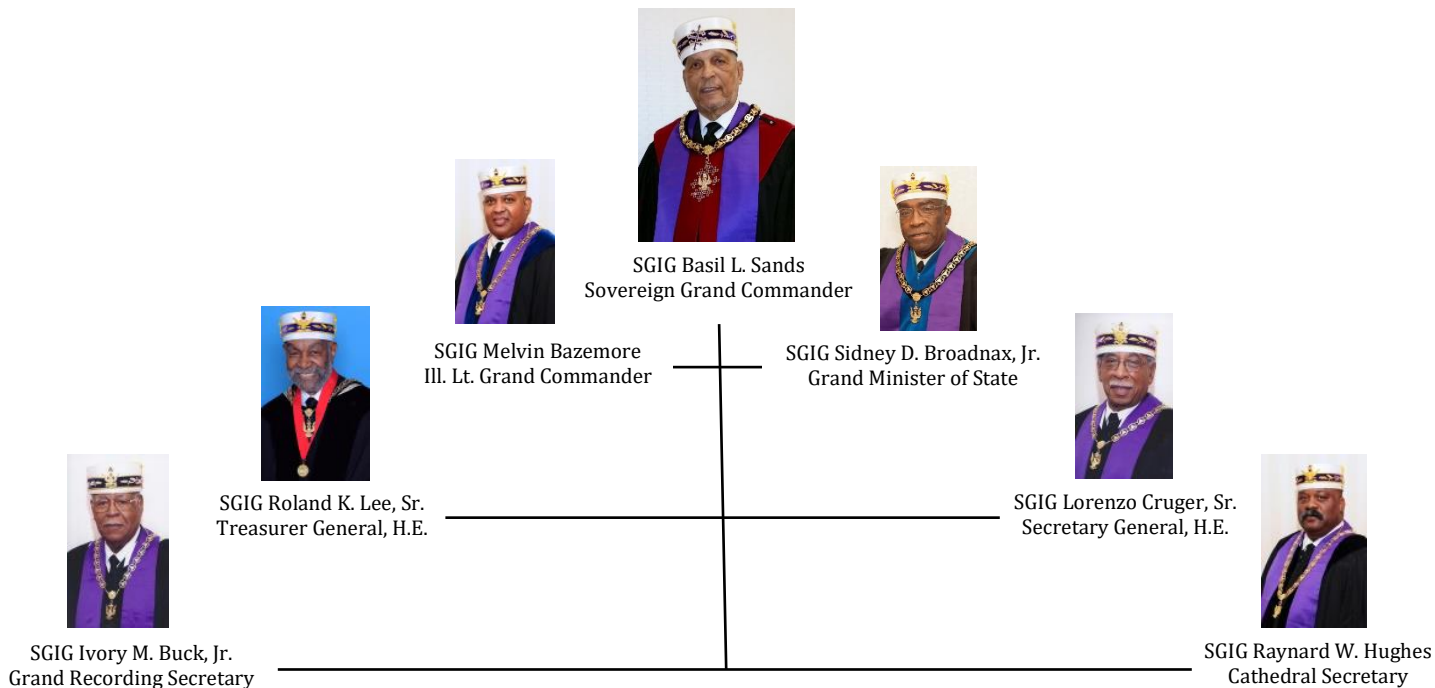 SGIG Basil L. Sands
Sovereign Grand Commander
SGIG Melvin Bazemore
Ill. Lt. Grand Commander
SGIG Sidney D. Broadnax, Jr.
Grand Minister of State
SGIG Roland K. Lee, Sr.
Treasurer General, H.E.
SGIG Lorenzo Cruger, Sr.
Secretary General, H.E.
SGIG Ivory M. Buck, Jr.
Grand Recording Secretary
SGIG Raynard W. Hughes
Cathedral Secretary